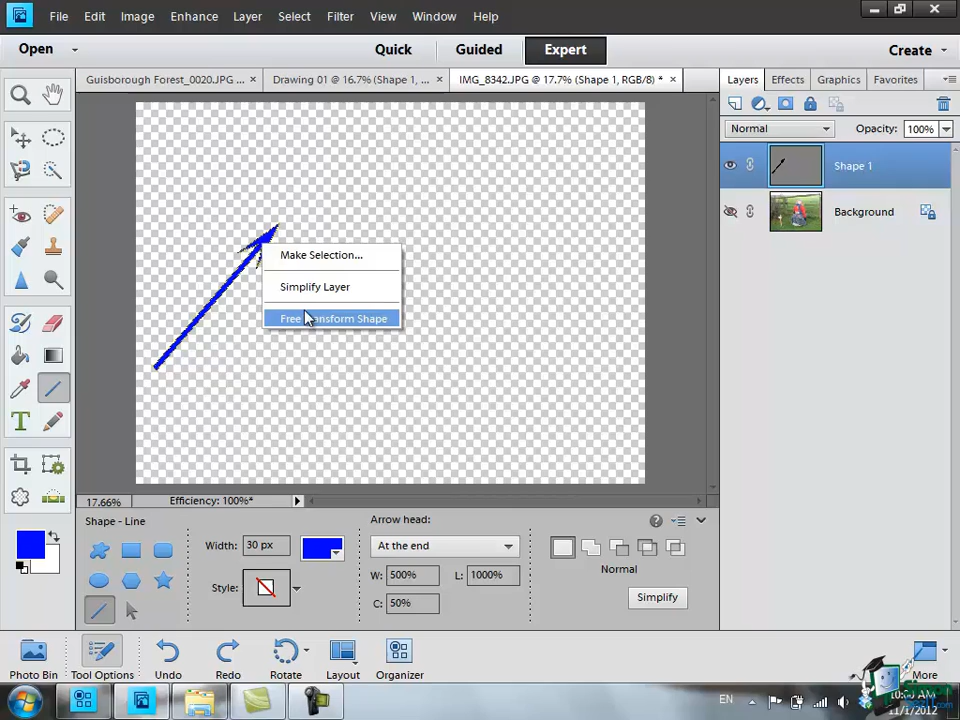 File Edit Image Enhance Layer Select Filter View Window Help
Open Quick Guided Expert Create
Guisborough Forest_0020.JPG ... × Drawing 01 @ 16.7% (Shape 1, ... × IMG_8342.JPG @ 17.7% (Shape 1, RGB/8) * ×
Layers Effects Graphics Favorites
Normal Opacity: 100%
Shape 1
Background
Make Selection...
Simplify Layer
Free Transform Shape
T
17.66% Efficiency: 100%*
Shape - Line
Width: 30 px
Style:
Arrow head:
At the end
W: 500% L: 1000%
C: 50%
Normal
Simplify
Photo Bin Tool Options Undo Redo Rotate Layout Organizer More
EN
11/1/2012